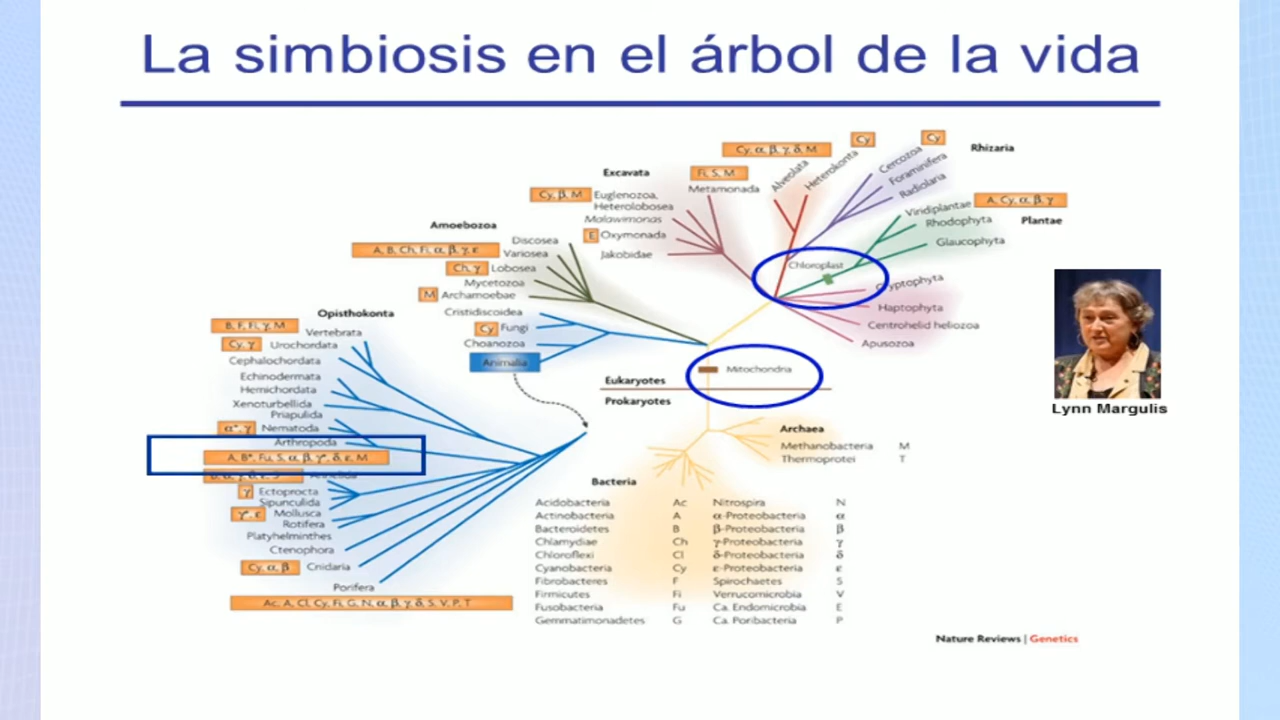 La simbiosis en el árbol de la vida
Cy, α, β, γ, δ, M
Cy
Cy
Rhizaria
Excavata
Fi, S, M
Metamonada
Alveolata
Heterokonta
Cercozoa
Foraminifera
Radiolaria
Cy, β, M
Euglenozoa,
Heterolobosea
Malawimonas
E
Oxymonada
Jakobidae
Viridiplantae
A, Cy, α, β, γ
Rhodophyta
Plantae
Glaucophyta
Amoebozoa
Discosea
A, B, Ch, Fi, α, β, γ, ε
Variosea
Ch, γ
Lobosea
Mycetozoa
M
Archamoebae
Chloroplast
Cryptophyta
Haptophyta
Centrohelid heliozoa
Apusozoa
Opisthokonta
Cristidiscoidea
Cy
Fungi
Choanozoa
Animalia
B, F, Fi, γ, M
Vertebrata
Cy, γ
Urochordata
Cephalochordata
Echinodermata
Hemichordata
Xenoturbellida
Priapulida
α*, γ
Nematoda
Arthropoda
A, B*, Fu, S, α, β, γ*, δ, ε, M
Annelida
γ
Ectoprocta
Sipunculida
γ*, ε
Mollusca
Rotifera
Platyhelminthes
Ctenophora
Cy, α, β
Cnidaria
Porifera
Ac, A, Cl, Cy, Fi, G, N, α, β, γ, δ, S, V, P, T
Mitochondria
Eukaryotes
Prokaryotes
Archaea
Methanobacteria M
Thermoprotei T
Bacteria
Acidobacteria Ac Nitrospira N
Actinobacteria A α-Proteobacteria α
Bacteroidetes B β-Proteobacteria β
Chlamydiae Ch γ-Proteobacteria γ
Chloroflexi Cl δ-Proteobacteria δ
Cyanobacteria Cy ε-Proteobacteria ε
Fibrobacteres F Spirochaetes S
Firmicutes Fi Verrucomicrobia V
Fusobacteria Fu Ca. Endomicrobia E
Gemmatimonadetes G Ca. Poribacteria P
Lynn Margulis
Nature Reviews | Genetics